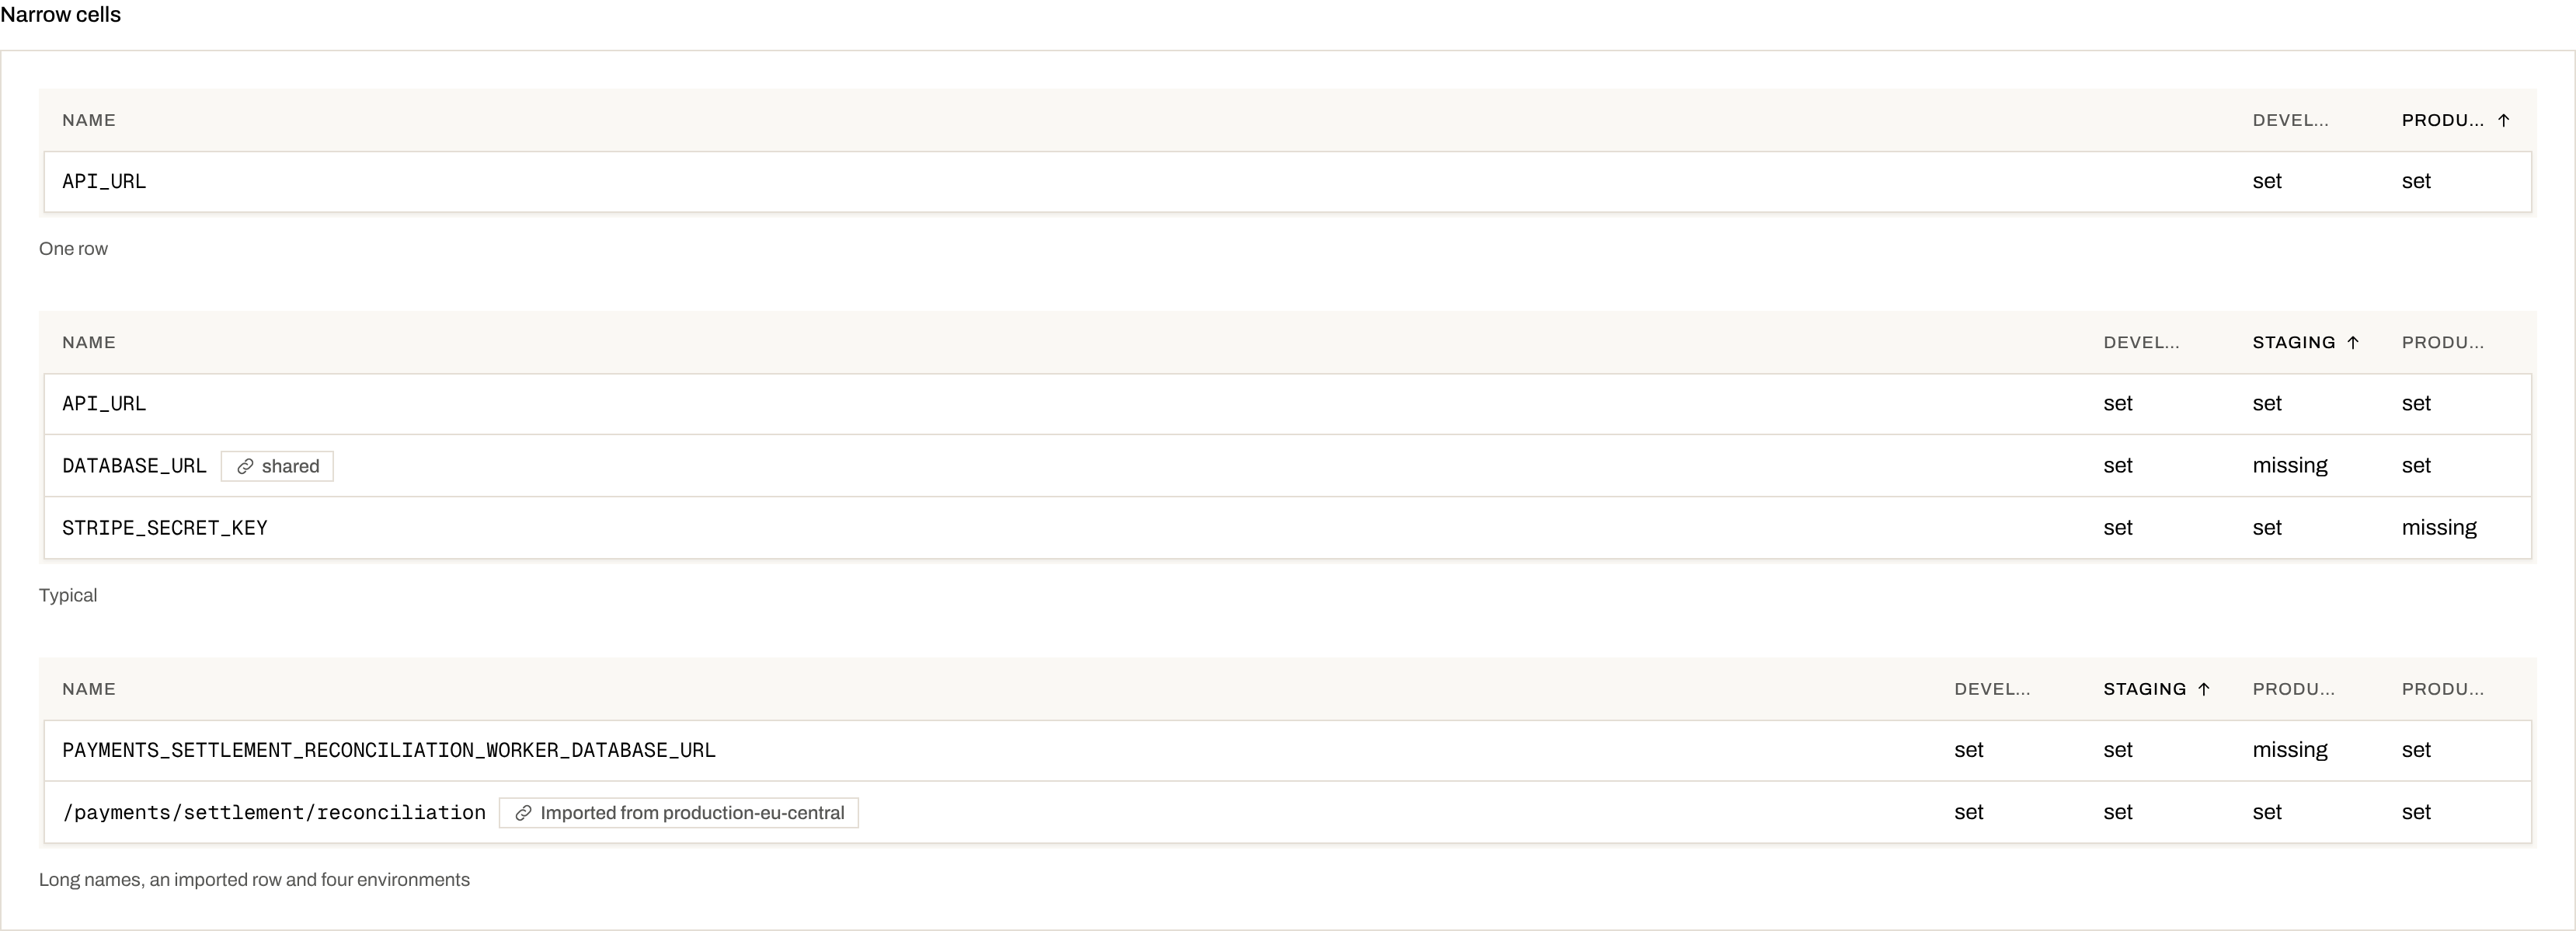 Narrow cells
NAME DEVEL... PRODU... ↑
API_URL set set
One row
NAME DEVEL... STAGING ↑ PRODU...
API_URL set set set
DATABASE_URL shared set missing set
STRIPE_SECRET_KEY set set missing
Typical
NAME DEVEL... STAGING ↑ PRODU... PRODU...
PAYMENTS_SETTLEMENT_RECONCILIATION_WORKER_DATABASE_URL set set missing set
/payments/settlement/reconciliation Imported from production-eu-central set set set set
Long names, an imported row and four environments